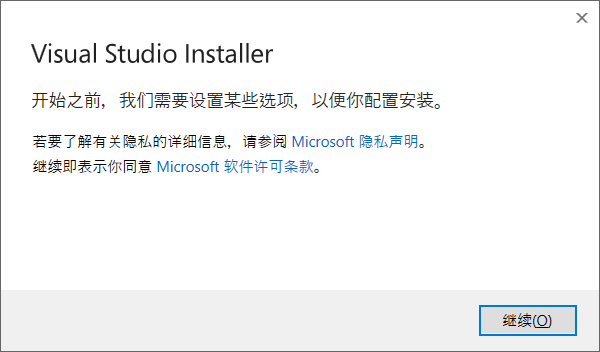 Visual Studio Installer
开始之前，我们需要设置某些选项，以便你配置安装。
若要了解有关隐私的详细信息，请参阅 Microsoft 隐私声明。
继续即表示你同意 Microsoft 软件许可条款。
继续(O)